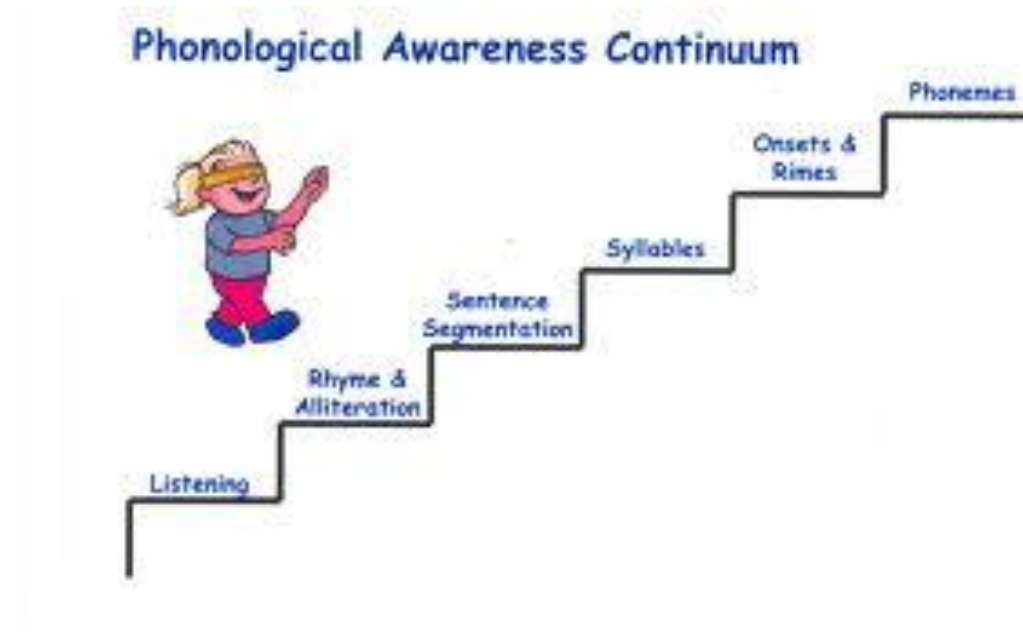 Phonological Awareness Continuum
Phonemes
Onsets &
Rimes
Syllables
Sentence
Segmentation
Rhyme &
Alliteration
Listening